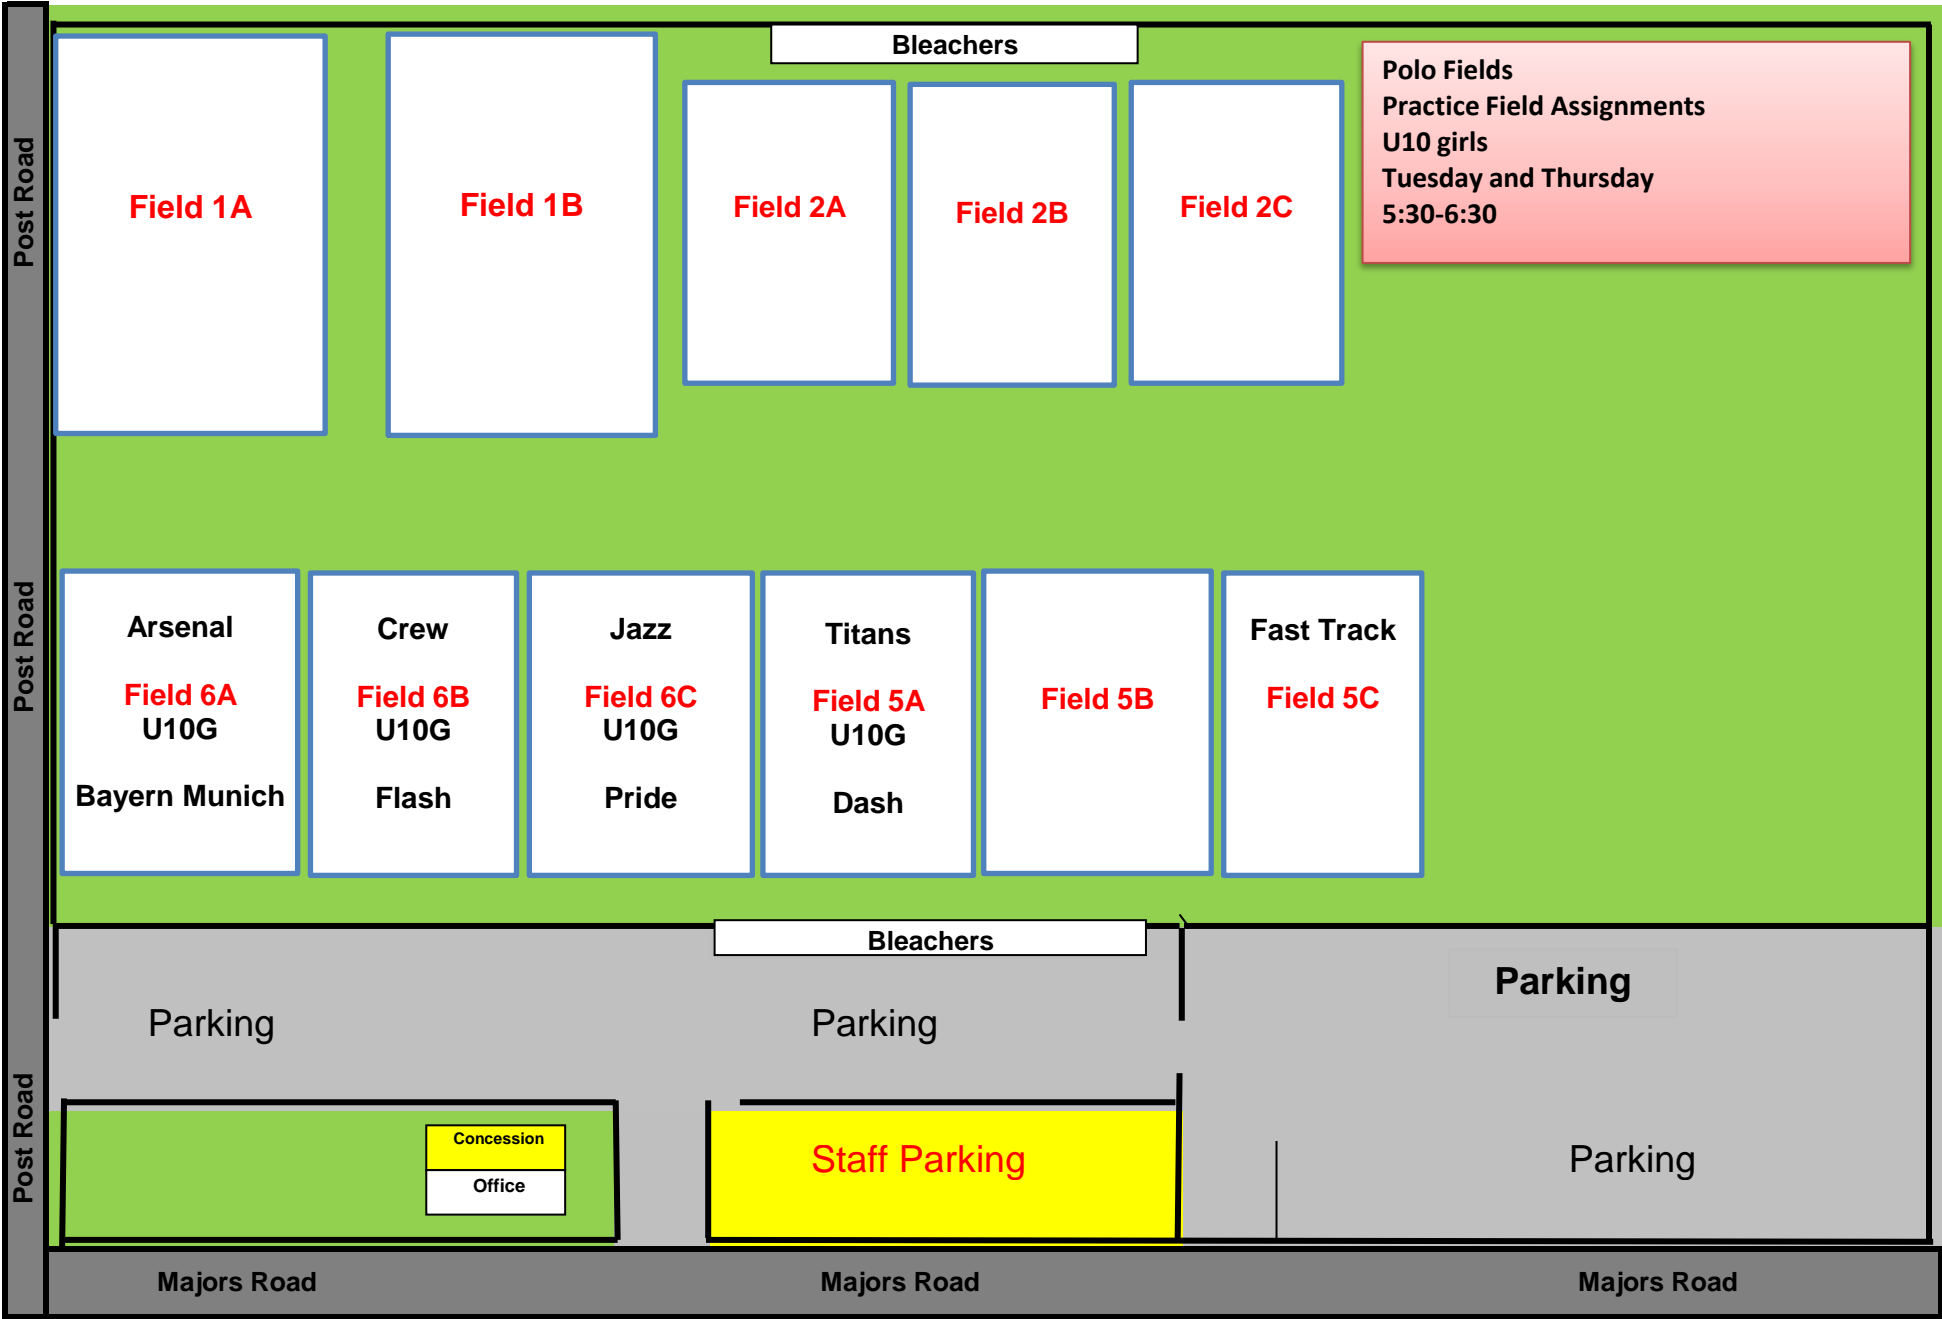 Bleachers
Polo Fields
Practice Field Assignments
U10 girls
Tuesday and Thursday
5:30-6:30
Post Road
Field 1A
Field 1B
Field 2A
Field 2B
Field 2C
Post Road
Arsenal
Field 6A
U10G
Bayern Munich
Crew
Field 6B
U10G
Flash
Jazz
Field 6C
U10G
Pride
Titans
Field 5A
U10G
Dash
Field 5B
Fast Track
Field 5C
Bleachers
Parking
Parking
Parking
Post Road
Concession
Office
Staff Parking
Parking
Majors Road
Majors Road
Majors Road